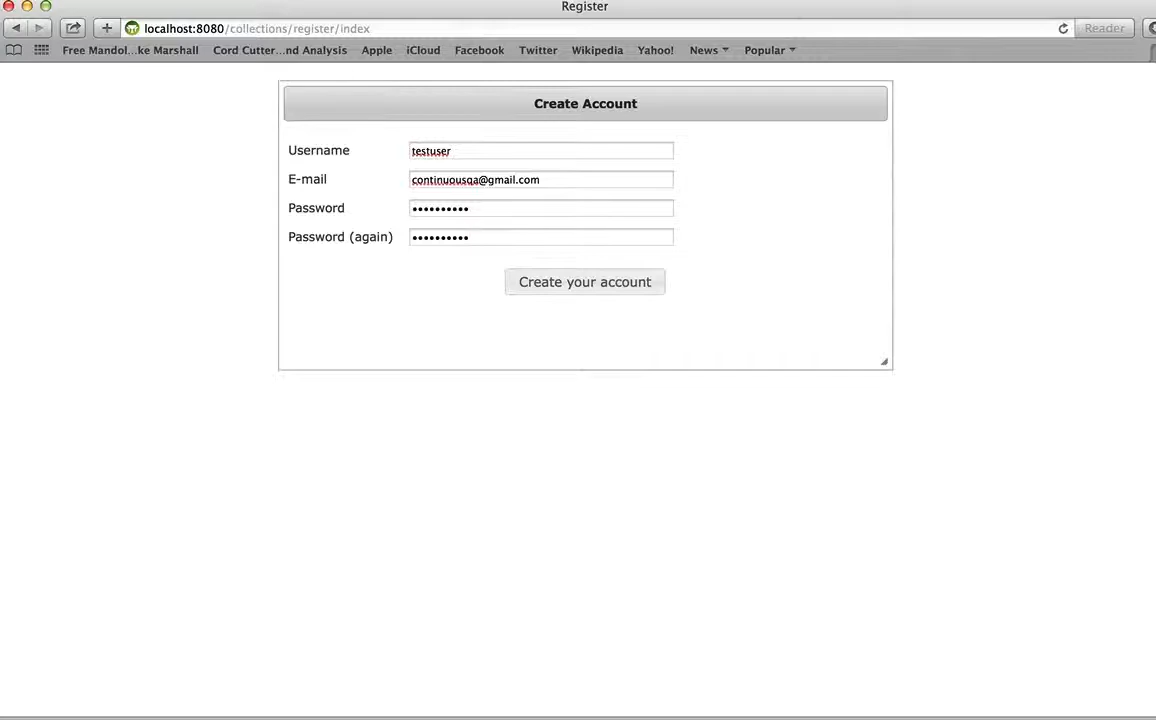 Register
localhost:8080/collections/register/index
Reader
Free Mandol...ke Marshall Cord Cutter...nd Analysis Apple iCloud Facebook Twitter Wikipedia Yahoo! News Popular
Create Account
Username testuser
E-mail continuousqa@gmail.com
Password ••••••••••
Password (again) ••••••••••
Create your account